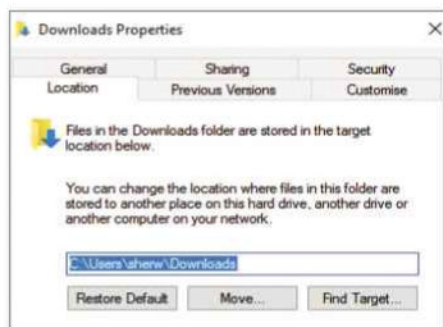 Downloads Properties
General Sharing Security
Location Previous Versions Customise
Files in the Downloads folder are stored in the target
location below.
You can change the location where files in this folder are
stored to another place on this hard drive, another drive or
another computer on your network.
C:\Users\sherw\Downloads
Restore Default Move... Find Target...